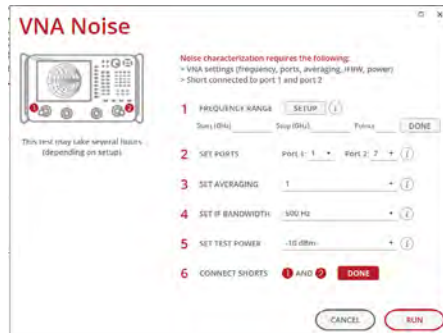 VNA Noise
Noise characterization requires the following:
> VNA settings (frequency, ports, averaging, IFBW, power)
> Short connected to port 1 and port 2
1 2
This test may take several hours
(depending on setup).
1 FREQUENCY RANGE SETUP i
Start (GHz) Stop (GHz) Points DONE
2 SET PORTS Port 1: 1 Port 2: 2 i
3 SET AVERAGING 1 i
4 SET IF BANDWIDTH 500 Hz i
5 SET TEST POWER -10 dBm i
6 CONNECT SHORTS 1 AND 2 DONE
CANCEL RUN